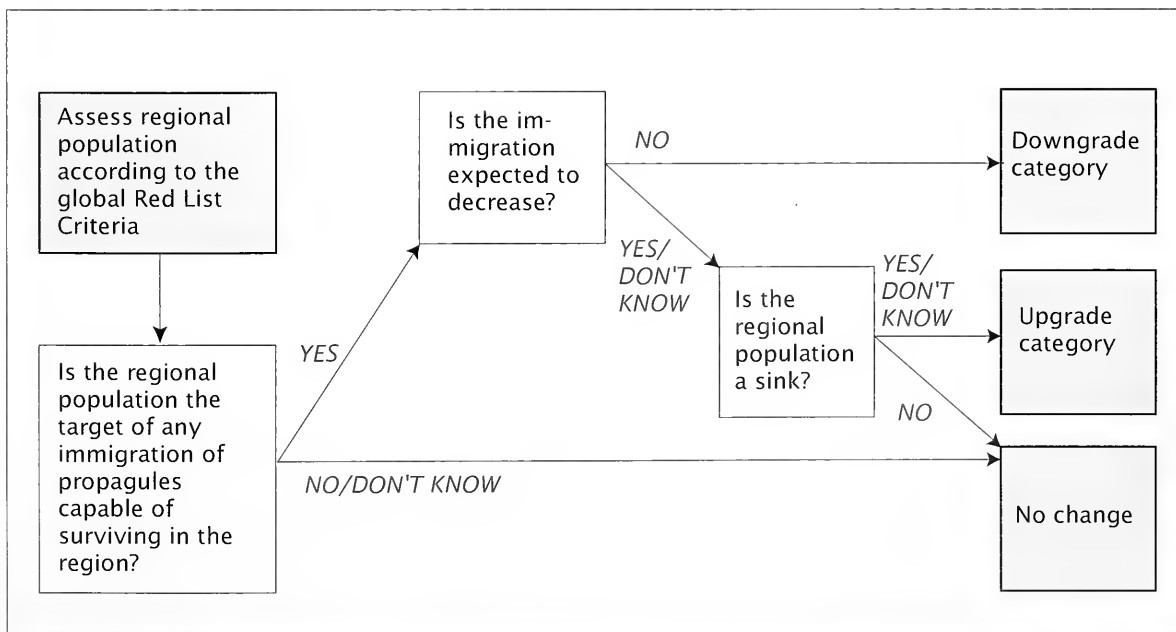 Assess regional
population
according to the
global Red List
Criteria
Is the regional
population the
target of any
immigration of
propagules
capable of
surviving in the
region?
YES
NO/DON'T KNOW
Is the im-
migration
expected to
decrease?
NO
YES/
DON'T
KNOW
Is the
regional
population
a sink?
YES/
DON'T
KNOW
NO
Downgrade
category
Upgrade
category
No change